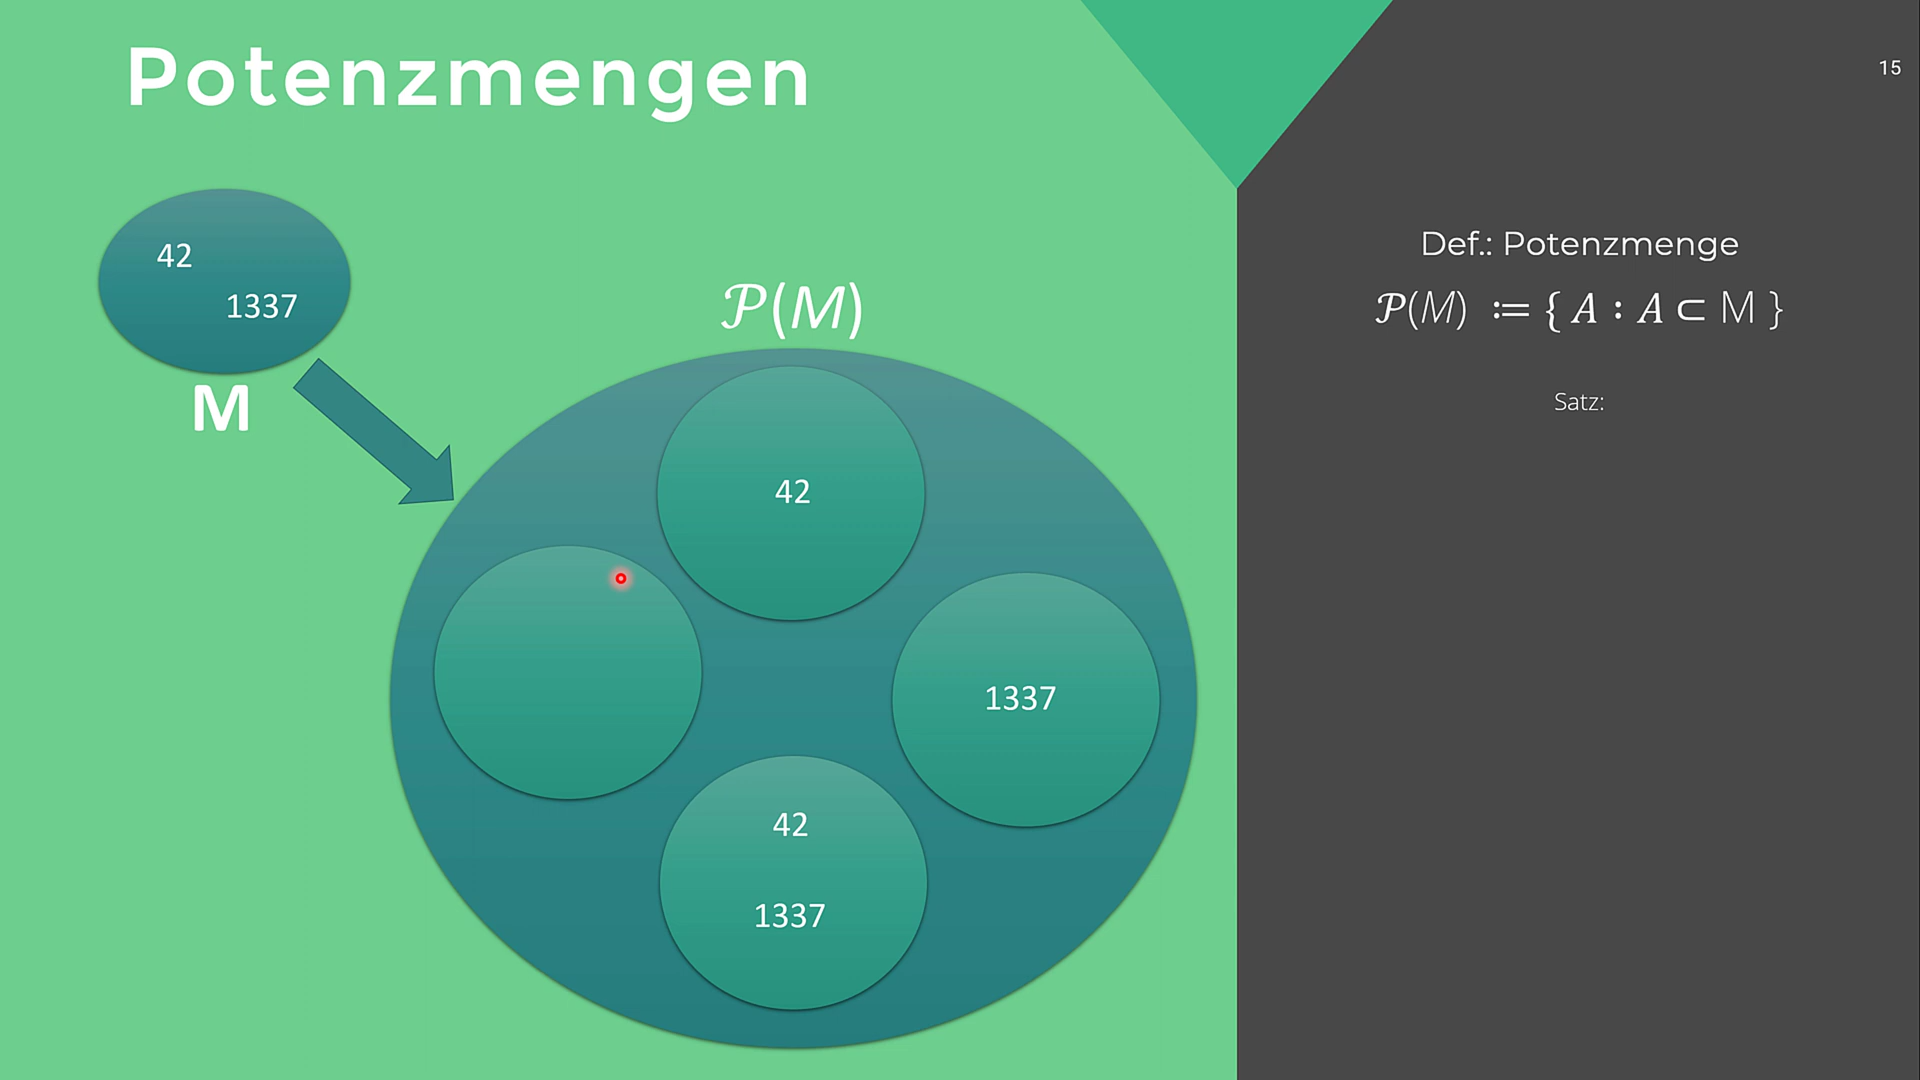 Potenzmengen
15
42
1337
M
𝒫(M)
42
1337
42
1337
Def.: Potenzmenge
𝒫(M) ≔ { A : A ⊂ M }
Satz: